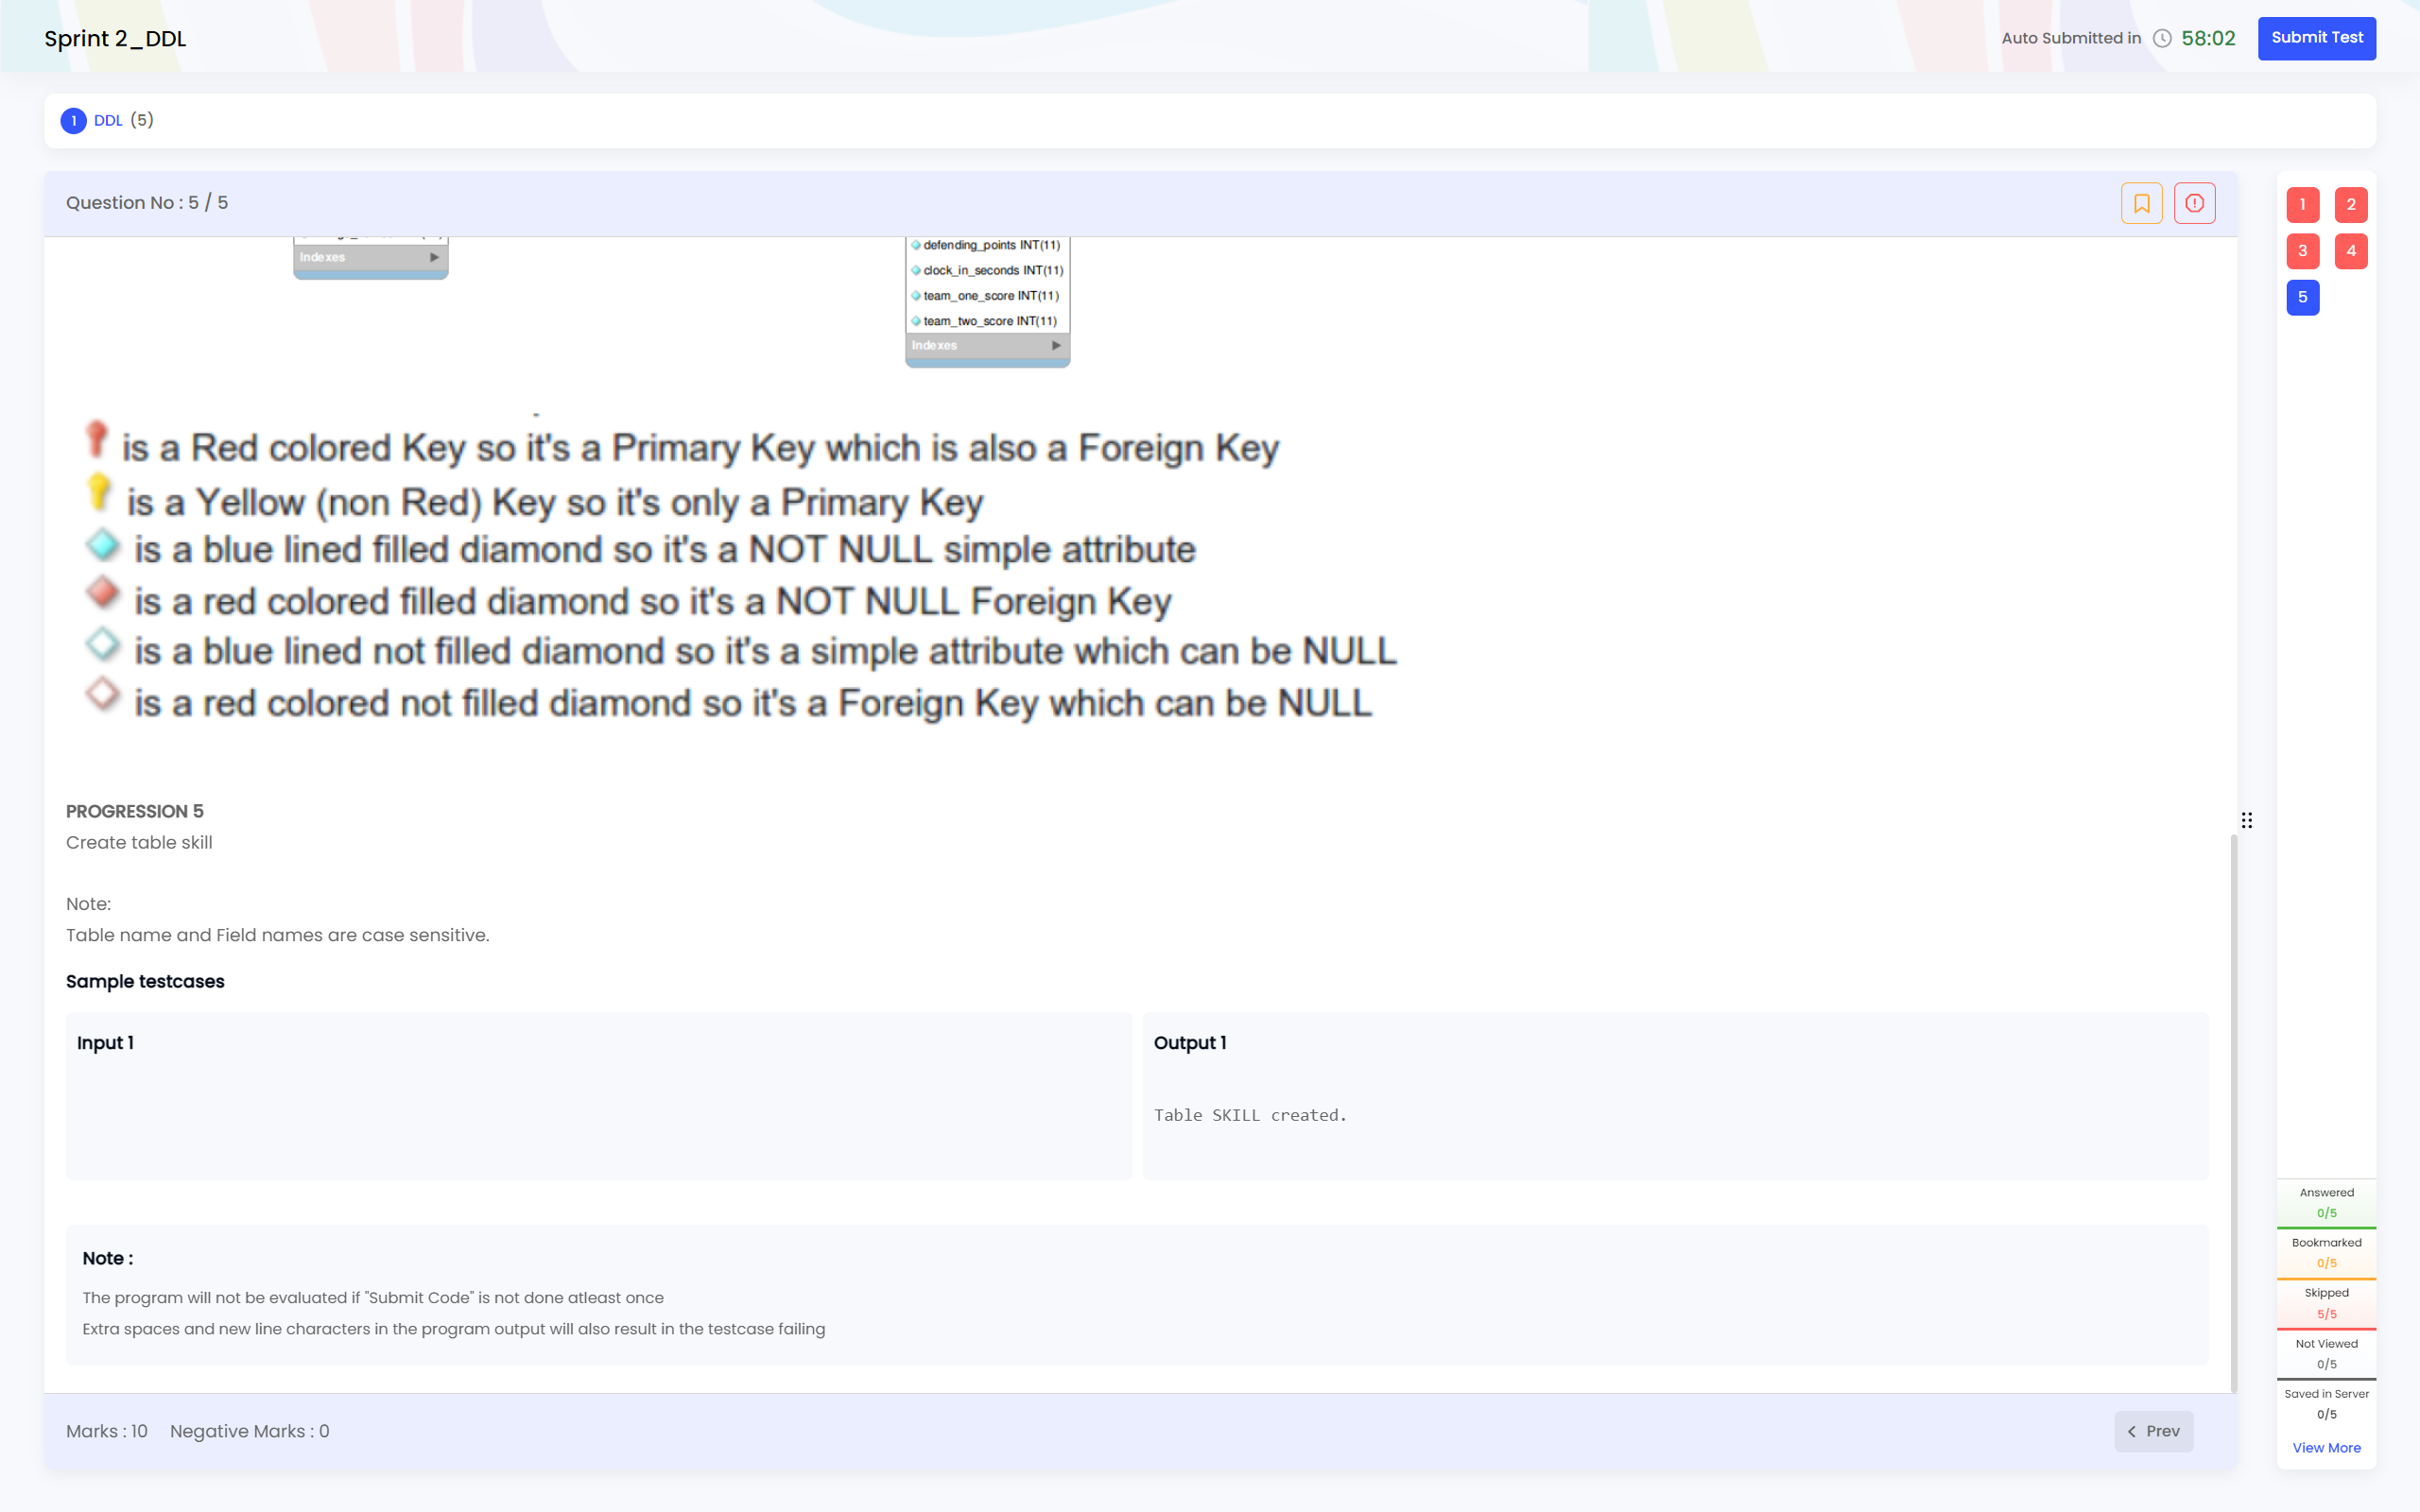 Sprint 2_DDL
Auto Submitted in 58:02
Submit Test
1 DDL (5)
Question No : 5 / 5
1 2
3 4
5
Indexes
defending_points INT(11)
clock_in_seconds INT(11)
team_one_score INT(11)
team_two_score INT(11)
Indexes
is a Red colored Key so it's a Primary Key which is also a Foreign Key
is a Yellow (non Red) Key so it's only a Primary Key
is a blue lined filled diamond so it's a NOT NULL simple attribute
is a red colored filled diamond so it's a NOT NULL Foreign Key
is a blue lined not filled diamond so it's a simple attribute which can be NULL
is a red colored not filled diamond so it's a Foreign Key which can be NULL
PROGRESSION 5
Create table skill
Note:
Table name and Field names are case sensitive.
Sample testcases
Input 1
Output 1
Table SKILL created.
Note :
The program will not be evaluated if "Submit Code" is not done atleast once
Extra spaces and new line characters in the program output will also result in the testcase failing
Marks : 10 Negative Marks : 0
Prev
Answered
0/5
Bookmarked
0/5
Skipped
5/5
Not Viewed
0/5
Saved in Server
0/5
View More